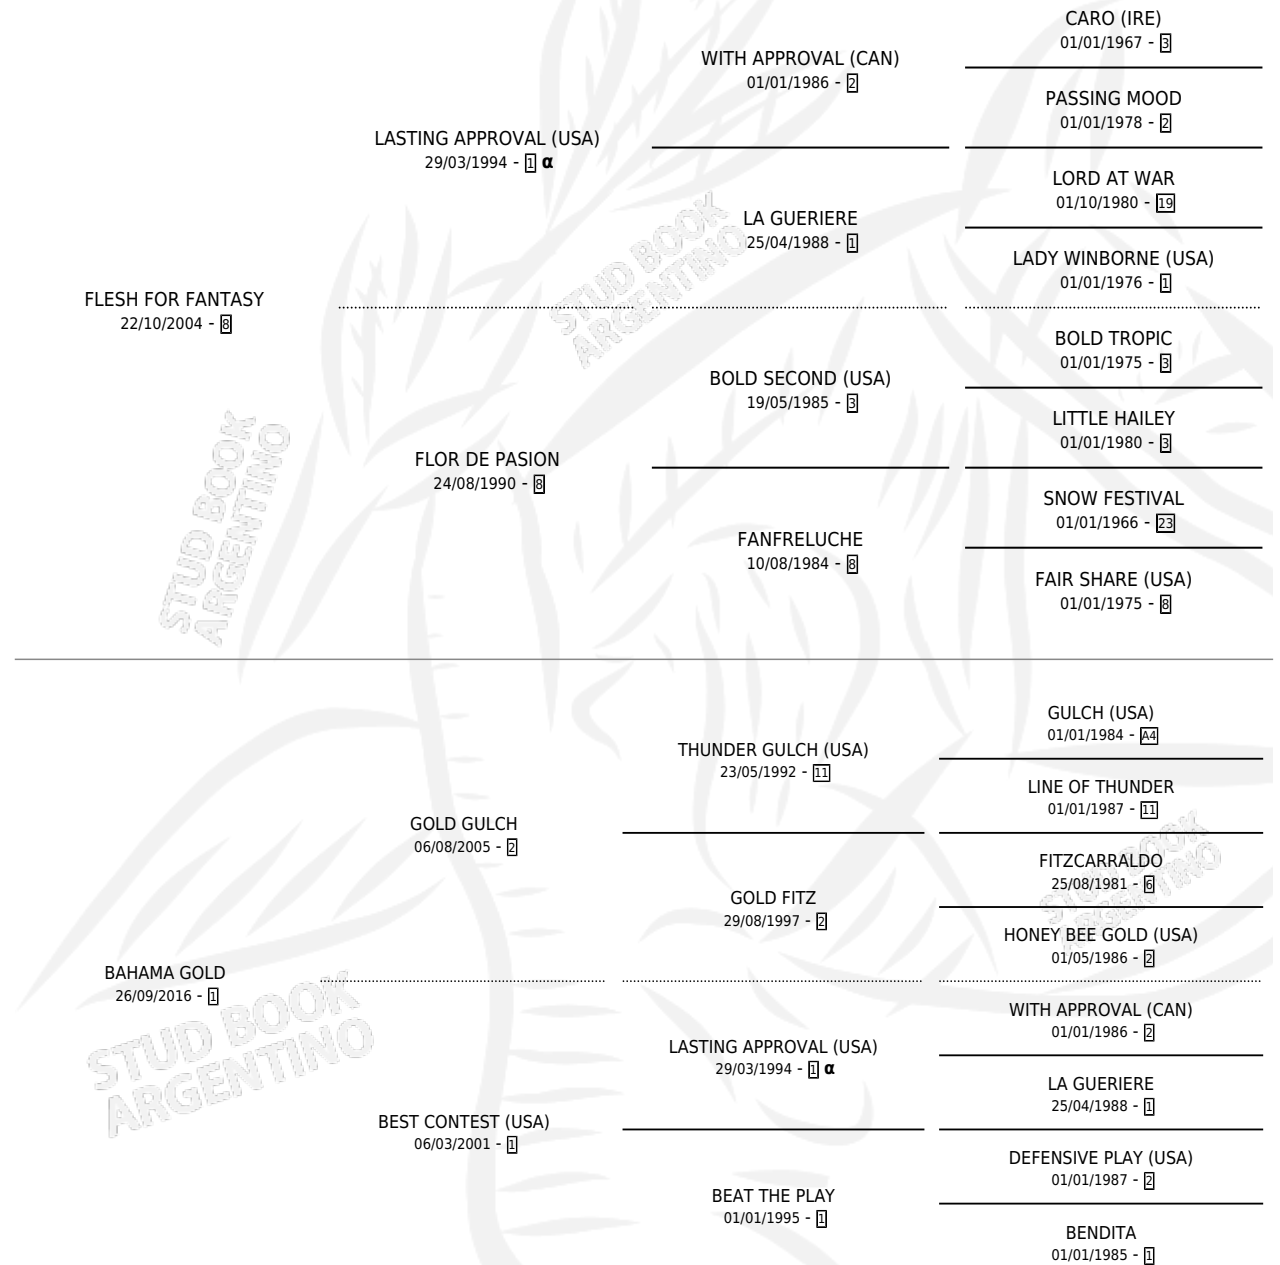 CARO (IRE)
01/01/1967 - 3
WITH APPROVAL (CAN)
01/01/1986 - 2
PASSING MOOD
01/01/1978 - 2
LASTING APPROVAL (USA)
29/03/1994 - 1 α
LORD AT WAR
01/10/1980 - 19
LA GUERIERE
25/04/1988 - 1
LADY WINBORNE (USA)
01/01/1976 - 1
FLESH FOR FANTASY
22/10/2004 - 8
STUD BOOK
ARGENTINO
BOLD TROPIC
01/01/1975 - 3
BOLD SECOND (USA)
19/05/1985 - 3
LITTLE HAILEY
01/01/1980 - 3
FLOR DE PASION
24/08/1990 - 8
SNOW FESTIVAL
01/01/1966 - 23
FANFRELUCHE
10/08/1984 - 8
FAIR SHARE (USA)
01/01/1975 - 8
STUD BOOK
ARGENTINO
GULCH (USA)
01/01/1984 - A4
THUNDER GULCH (USA)
23/05/1992 - 11
LINE OF THUNDER
01/01/1987 - 11
GOLD GULCH
06/08/2005 - 2
FITZCARRALDO
25/08/1981 - 6
STUD BOOK
ARGENTINO
GOLD FITZ
29/08/1997 - 2
HONEY BEE GOLD (USA)
01/05/1986 - 2
BAHAMA GOLD
26/09/2016 - 1
STUD BOOK
ARGENTINO
WITH APPROVAL (CAN)
01/01/1986 - 2
LASTING APPROVAL (USA)
29/03/1994 - 1 α
LA GUERIERE
25/04/1988 - 1
BEST CONTEST (USA)
06/03/2001 - 1
DEFENSIVE PLAY (USA)
01/01/1987 - 2
BEAT THE PLAY
01/01/1995 - 1
BENDITA
01/01/1985 - 1